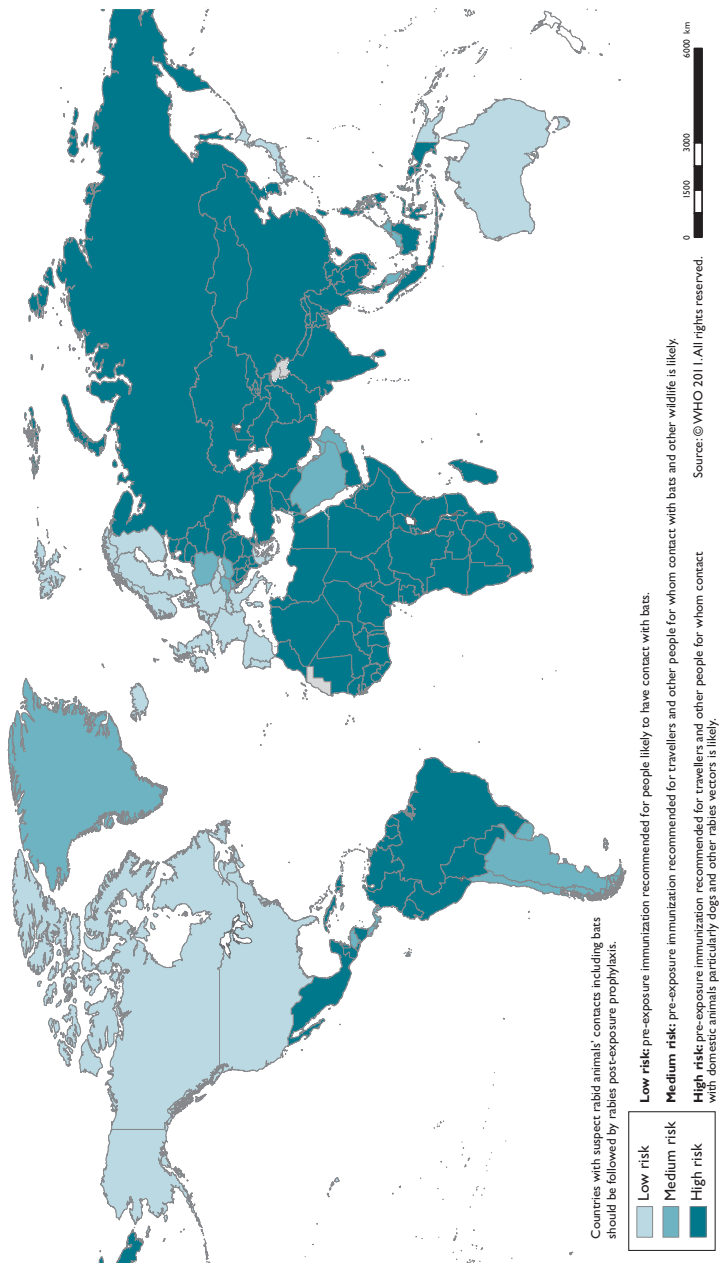 Countries with suspect rabid animals' contacts including bats
should be followed by rabies post-exposure prophylaxis.
Low risk
Medium risk
High risk
Low risk: pre-exposure immunization recommended for people likely to have contact with bats.
Medium risk: pre-exposure immunization recommended for travellers and other people for whom contact with bats and other wildlife is likely.
High risk: pre-exposure immunization recommended for travellers and other people for whom contact
with domestic animals particularly dogs and other rabies vectors is likely.
Source: © WHO 2011. All rights reserved.
0 1500 3000 6000 km